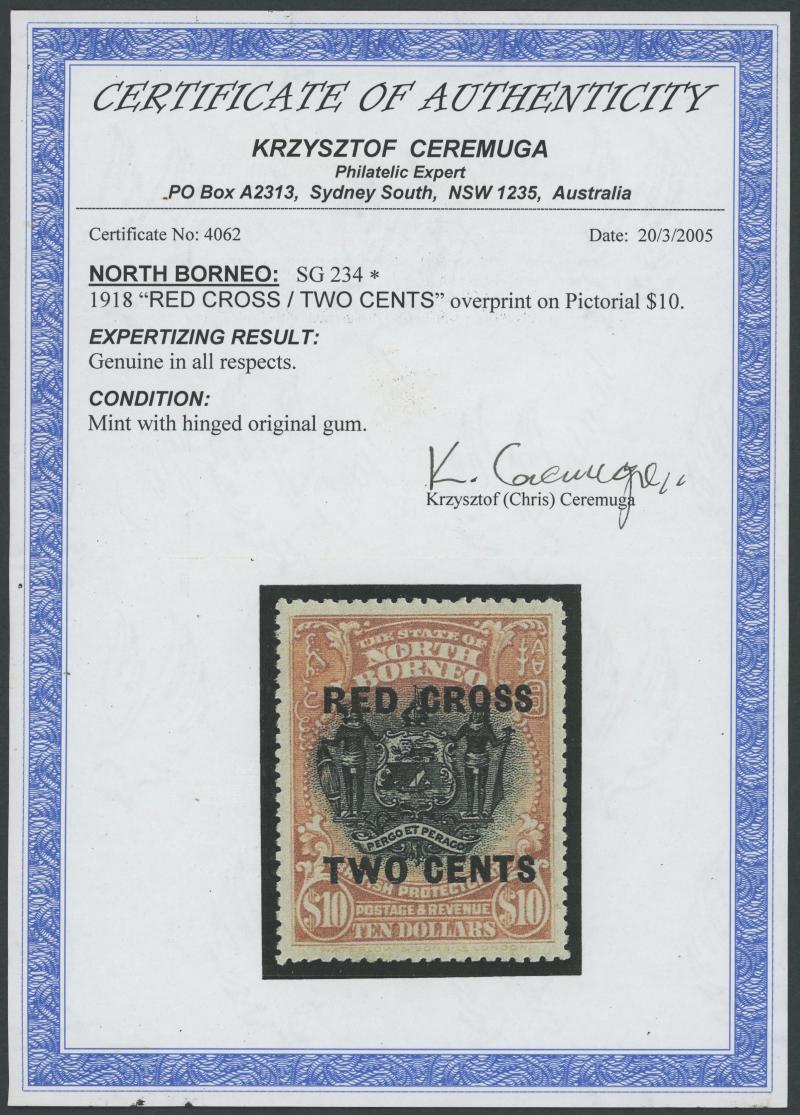 CERTIFICATE OF AUTHENTICITY
KRZYSZTOF CEREMUGA
Philatelic Expert
PO Box A2313, Sydney South, NSW 1235, Australia
Certificate No: 4062 Date: 20/3/2005
NORTH BORNEO: SG 234 *
1918 “RED CROSS / TWO CENTS” overprint on Pictorial $10.
EXPERTIZING RESULT:
Genuine in all respects.
CONDITION:
Mint with hinged original gum.
K. Ceremuga
Krzysztof (Chris) Ceremuga
THE STATE OF
NORTH
BORNEO
RED CROSS
PERGO ET PERAGO
TWO CENTS
BRITISH PROTECTORATE
$10 POSTAGE & REVENUE $10
TEN DOLLARS